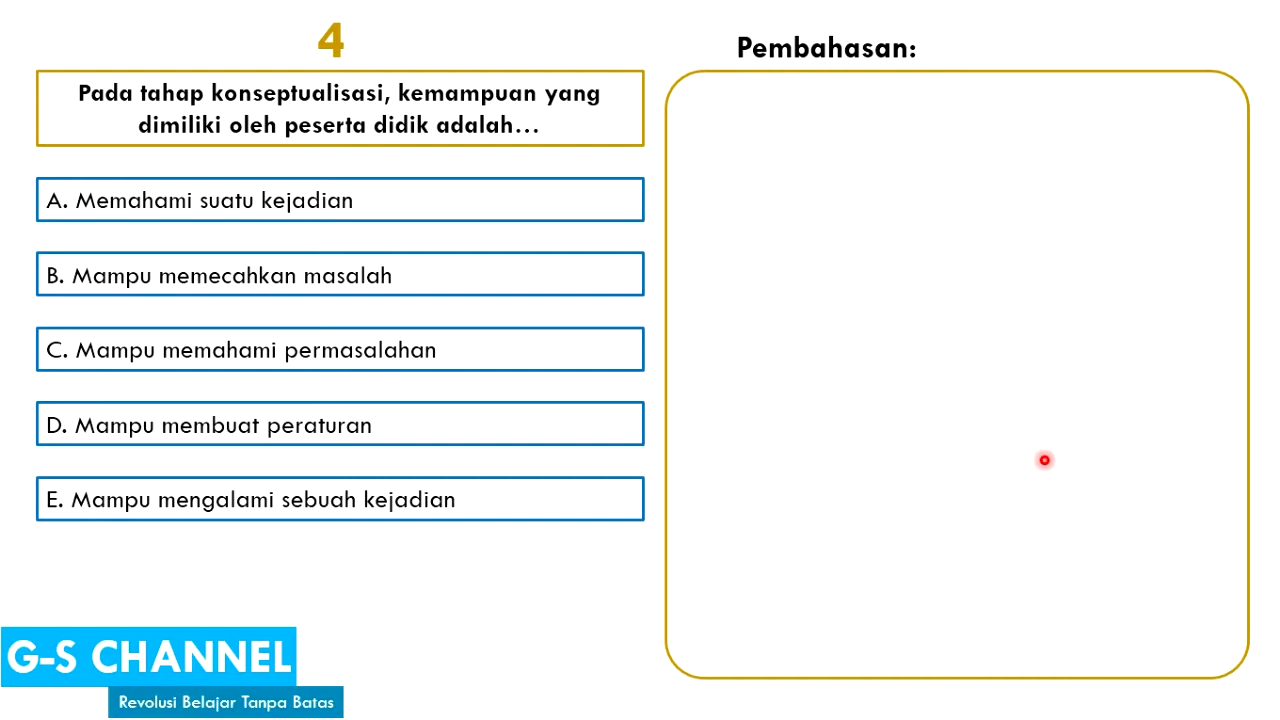 4
Pembahasan:
Pada tahap konseptualisasi, kemampuan yang
dimiliki oleh peserta didik adalah...
A. Memahami suatu kejadian
B. Mampu memecahkan masalah
C. Mampu memahami permasalahan
D. Mampu membuat peraturan
E. Mampu mengalami sebuah kejadian
G-S CHANNEL
Revolusi Belajar Tanpa Batas